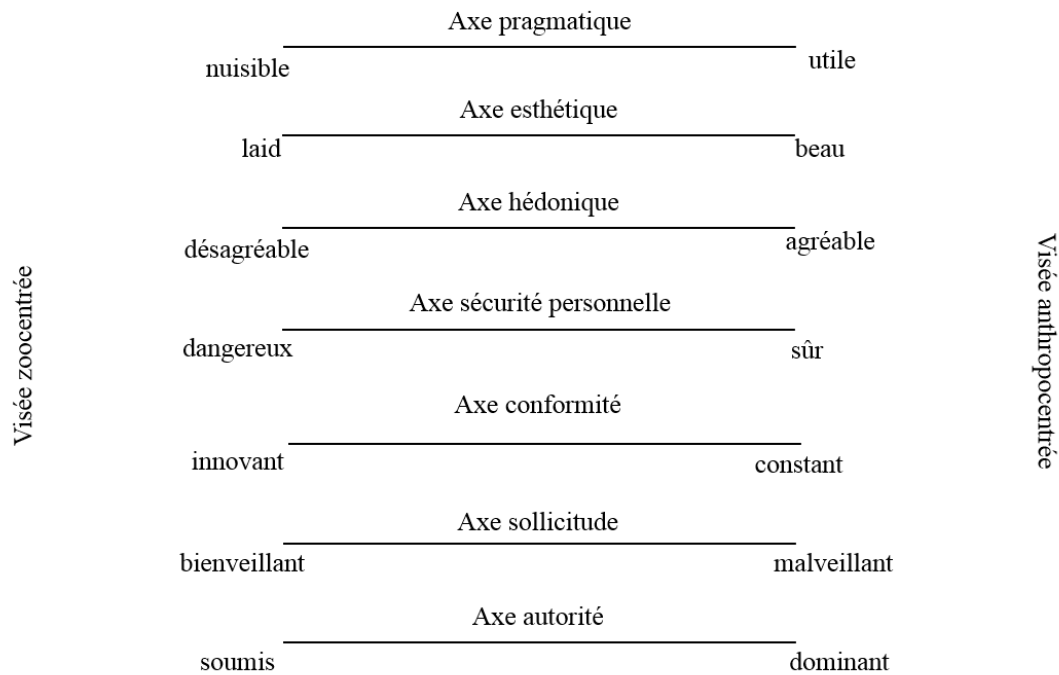 Axe pragmatique
nuisible
utile
Axe esthétique
laid
beau
Axe hédonique
désagréable
agréable
Axe sécurité personnelle
dangereux
sûr
Axe conformité
innovant
constant
Axe sollicitude
bienveillant
malveillant
Axe autorité
soumis
dominant
Visée zoocentrée
Visée anthropocentrée